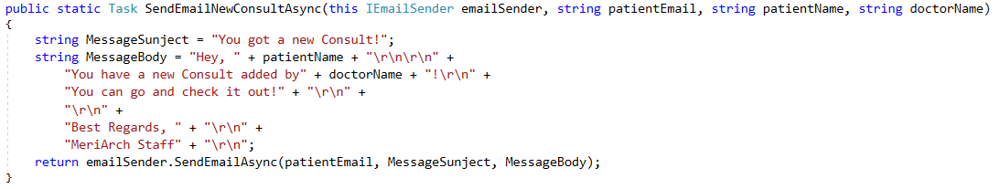 public static Task SendEmailNewConsultAsync(this IEmailSender emailSender, string patientEmail, string patientName, string doctorName)
{
    string MessageSunject = "You got a new Consult!";
    string MessageBody = "Hey, " + patientName + "\r\n\r\n" +
        "You have a new Consult added by" + doctorName + "!\r\n" +
        "You can go and check it out!" + "\r\n" +
        "\r\n" +
        "Best Regards, " + "\r\n" +
        "MeriArch Staff" + "\r\n";
    return emailSender.SendEmailAsync(patientEmail, MessageSunject, MessageBody);
}